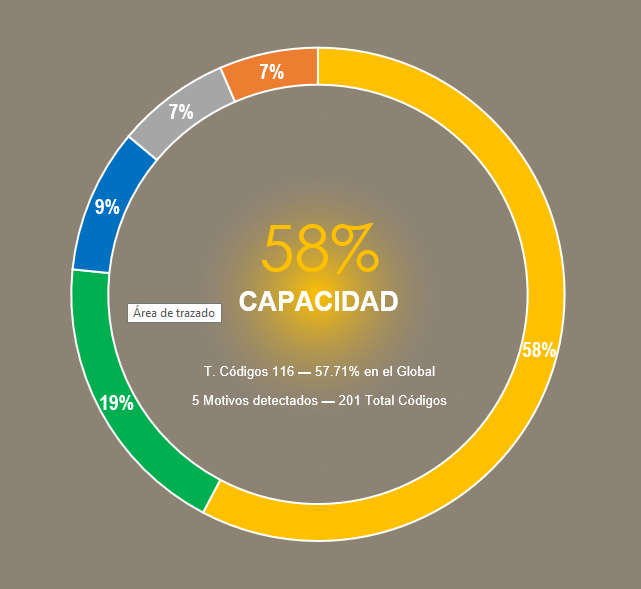 7%
7%
9%
58%
CAPACIDAD
Área de trazado
58%
T. Códigos 116 — 57.71% en el Global
5 Motivos detectados — 201 Total Códigos
19%